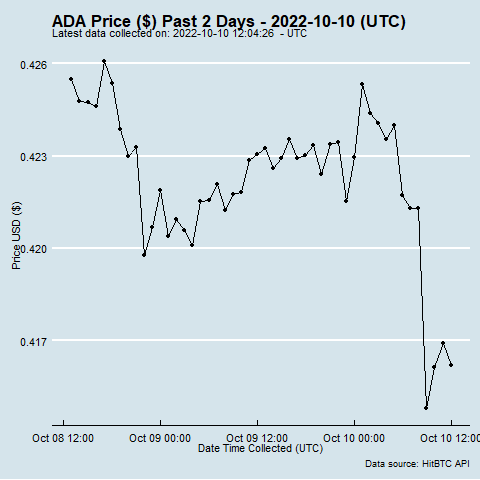 ADA Price ($) Past 2 Days - 2022-10-10 (UTC)
Latest data collected on: 2022-10-10 12:04:26 - UTC
0.426
0.423
0.420
0.417
Price USD ($)
Oct 08 12:00 Oct 09 00:00 Oct 09 12:00 Oct 10 00:00 Oct 10 12:00
Date Time Collected (UTC)
Data source: HitBTC API